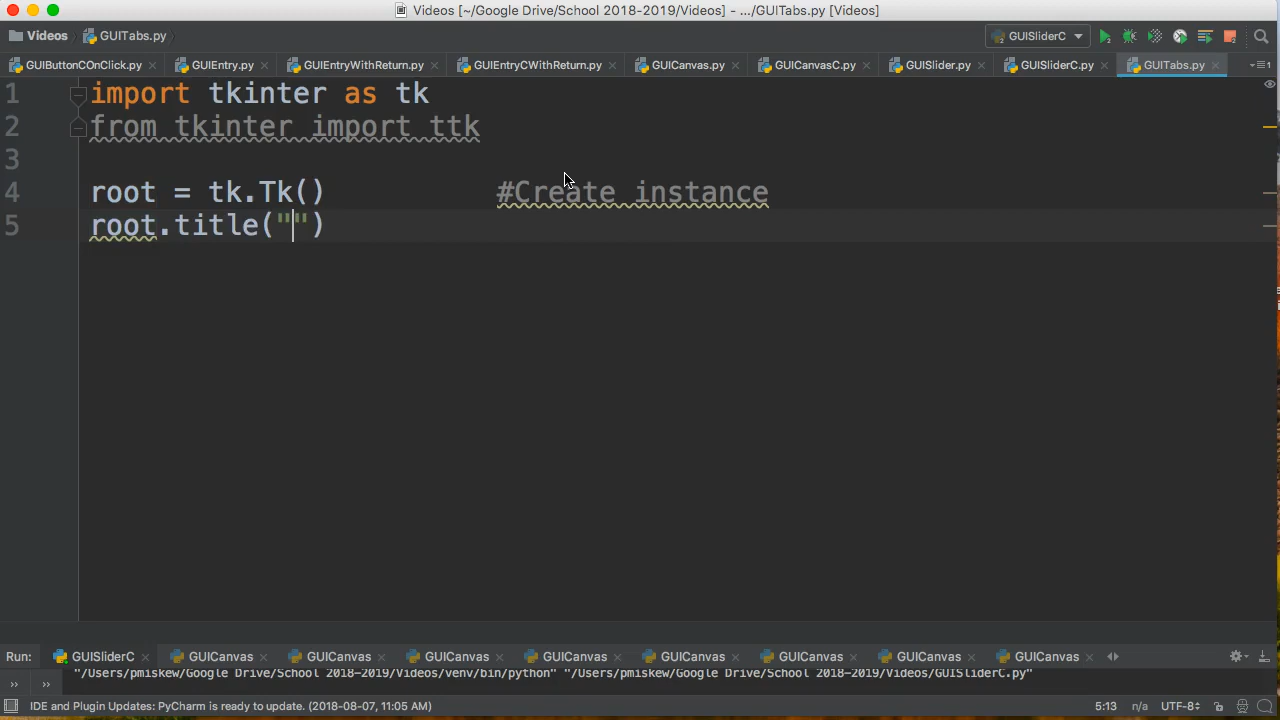 Videos [~/Google Drive/School 2018-2019/Videos] - .../GUITabs.py [Videos]
Videos GUITabs.py GUISliderC
GUIButtonCOnClick.py GUIEntry.py GUIEntryWithReturn.py GUIEntryCWithReturn.py GUICanvas.py GUICanvasC.py GUISlider.py GUISliderC.py GUITabs.py 1
1 import tkinter as tk
2 from tkinter import ttk
3
4 root = tk.Tk() #Create instance
5 root.title("")
Run: GUISliderC GUICanvas GUICanvas GUICanvas GUICanvas GUICanvas GUICanvas GUICanvas GUICanvas
>> >> "/Users/pmiskew/Google Drive/School 2018-2019/Videos/venv/bin/python" "/Users/pmiskew/Google Drive/School 2018-2019/Videos/GUISliderC.py"
IDE and Plugin Updates: PyCharm is ready to update. (2018-08-07, 11:05 AM) 5:13 n/a UTF-8